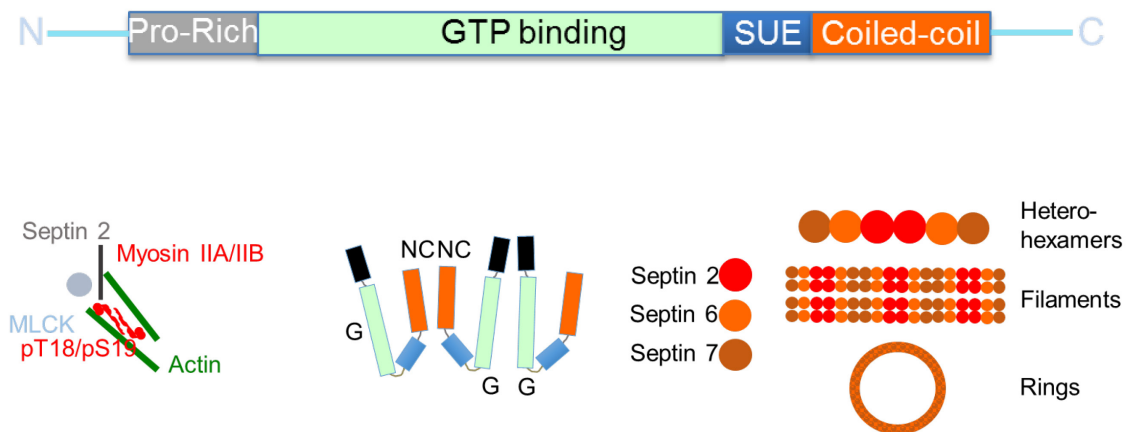 N Pro-Rich GTP binding SUE Coiled-coil C
Septin 2
Myosin IIA/IIB
MLCK
pT18/pS19
Actin
NC NC
G
G G
Septin 2
Septin 6
Septin 7
Hetero-
hexamers
Filaments
Rings